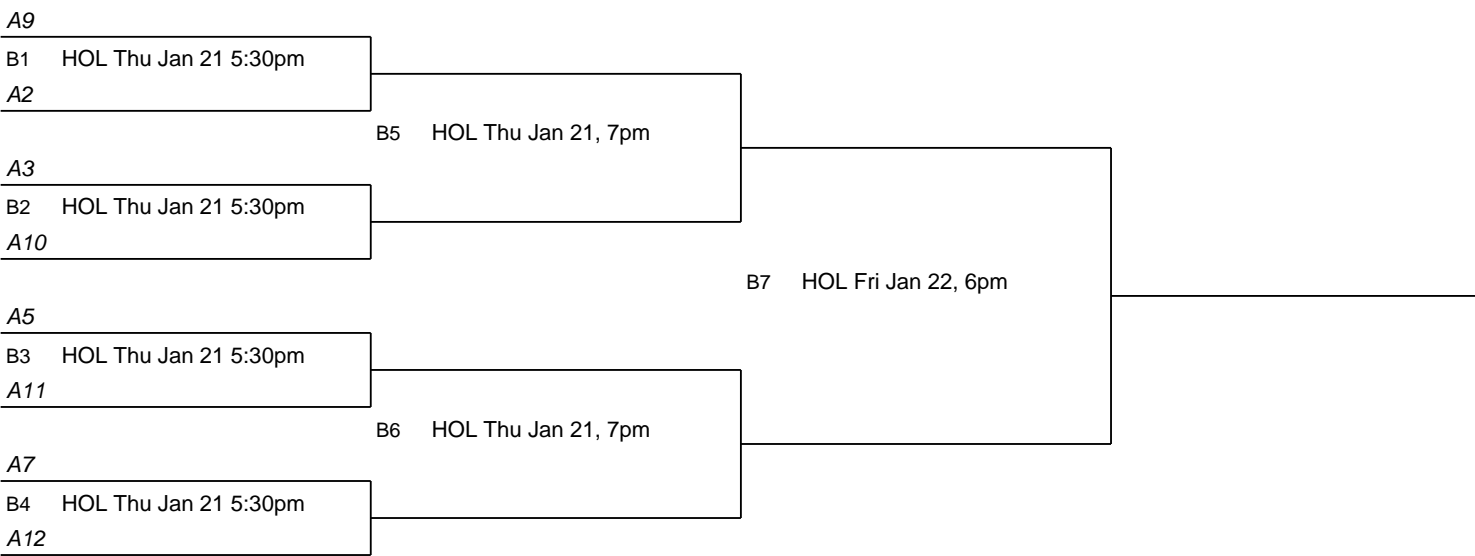 A9
B1 HOL Thu Jan 21 5:30pm
A2
B5 HOL Thu Jan 21, 7pm
A3
B2 HOL Thu Jan 21 5:30pm
A10
B7 HOL Fri Jan 22, 6pm
A5
B3 HOL Thu Jan 21 5:30pm
A11
B6 HOL Thu Jan 21, 7pm
A7
B4 HOL Thu Jan 21 5:30pm
A12